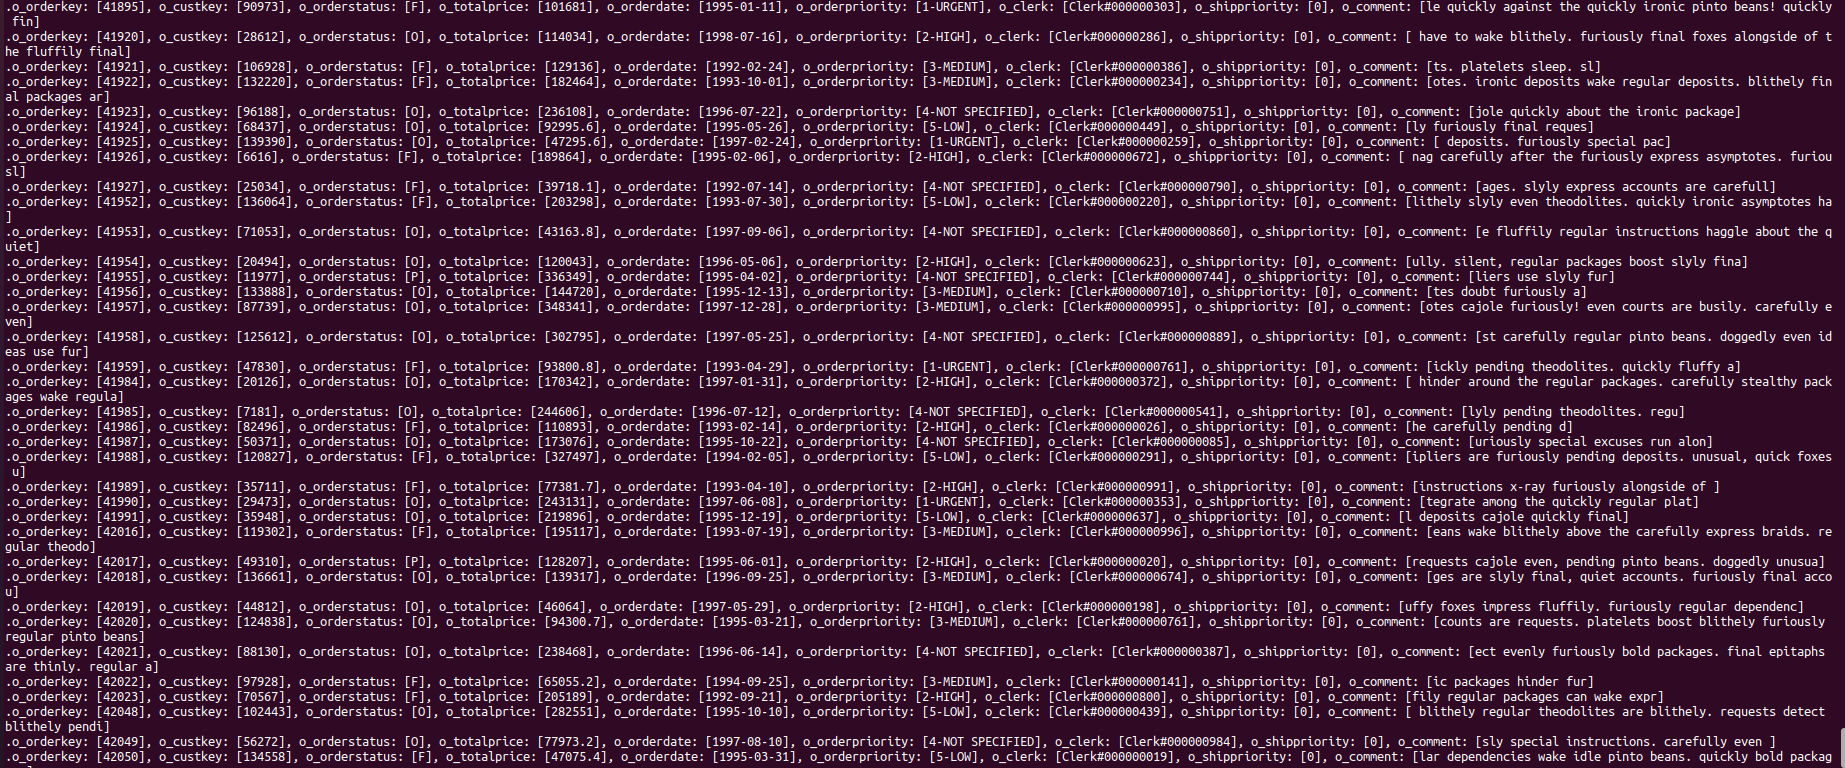 .o_orderkey: [41895], o_custkey: [90973], o_orderstatus: [F], o_totalprice: [101681], o_orderdate: [1995-01-11], o_orderpriority: [1-URGENT], o_clerk: [Clerk#000000303], o_shippriority: [0], o_comment: [le quickly against the quickly ironic pinto beans! quickly
 fin]
.o_orderkey: [41920], o_custkey: [28612], o_orderstatus: [O], o_totalprice: [114034], o_orderdate: [1998-07-16], o_orderpriority: [2-HIGH], o_clerk: [Clerk#000000286], o_shippriority: [0], o_comment: [ have to wake blithely. furiously final foxes alongside of t
he fluffily final]
.o_orderkey: [41921], o_custkey: [106928], o_orderstatus: [F], o_totalprice: [129136], o_orderdate: [1992-02-24], o_orderpriority: [3-MEDIUM], o_clerk: [Clerk#000000386], o_shippriority: [0], o_comment: [ts. platelets sleep. sl]
.o_orderkey: [41922], o_custkey: [132220], o_orderstatus: [F], o_totalprice: [182464], o_orderdate: [1993-10-01], o_orderpriority: [3-MEDIUM], o_clerk: [Clerk#000000234], o_shippriority: [0], o_comment: [otes. ironic deposits wake regular deposits. blithely fin
al packages ar]
.o_orderkey: [41923], o_custkey: [96188], o_orderstatus: [O], o_totalprice: [236108], o_orderdate: [1996-07-22], o_orderpriority: [4-NOT SPECIFIED], o_clerk: [Clerk#000000751], o_shippriority: [0], o_comment: [jole quickly about the ironic package]
.o_orderkey: [41924], o_custkey: [68437], o_orderstatus: [O], o_totalprice: [92995.6], o_orderdate: [1995-05-26], o_orderpriority: [5-LOW], o_clerk: [Clerk#000000449], o_shippriority: [0], o_comment: [ly furiously final reques]
.o_orderkey: [41925], o_custkey: [139390], o_orderstatus: [O], o_totalprice: [47295.6], o_orderdate: [1997-02-24], o_orderpriority: [1-URGENT], o_clerk: [Clerk#000000259], o_shippriority: [0], o_comment: [ deposits. furiously special pac]
.o_orderkey: [41926], o_custkey: [6616], o_orderstatus: [F], o_totalprice: [189864], o_orderdate: [1995-02-06], o_orderpriority: [2-HIGH], o_clerk: [Clerk#000000672], o_shippriority: [0], o_comment: [ nag carefully after the furiously express asymptotes. furiou
sl]
.o_orderkey: [41927], o_custkey: [25034], o_orderstatus: [F], o_totalprice: [39718.1], o_orderdate: [1992-07-14], o_orderpriority: [4-NOT SPECIFIED], o_clerk: [Clerk#000000790], o_shippriority: [0], o_comment: [ages. slyly express accounts are carefull]
.o_orderkey: [41952], o_custkey: [136064], o_orderstatus: [F], o_totalprice: [203298], o_orderdate: [1993-07-30], o_orderpriority: [5-LOW], o_clerk: [Clerk#000000220], o_shippriority: [0], o_comment: [lithely slyly even theodolites. quickly ironic asymptotes ha
]
.o_orderkey: [41953], o_custkey: [71053], o_orderstatus: [O], o_totalprice: [43163.8], o_orderdate: [1997-09-06], o_orderpriority: [4-NOT SPECIFIED], o_clerk: [Clerk#000000860], o_shippriority: [0], o_comment: [e fluffily regular instructions haggle about the q
uiet]
.o_orderkey: [41954], o_custkey: [20494], o_orderstatus: [O], o_totalprice: [120043], o_orderdate: [1996-05-06], o_orderpriority: [2-HIGH], o_clerk: [Clerk#000000623], o_shippriority: [0], o_comment: [ully. silent, regular packages boost slyly fina]
.o_orderkey: [41955], o_custkey: [11977], o_orderstatus: [P], o_totalprice: [336349], o_orderdate: [1995-04-02], o_orderpriority: [4-NOT SPECIFIED], o_clerk: [Clerk#000000744], o_shippriority: [0], o_comment: [liers use slyly fur]
.o_orderkey: [41956], o_custkey: [133888], o_orderstatus: [O], o_totalprice: [144720], o_orderdate: [1995-12-13], o_orderpriority: [3-MEDIUM], o_clerk: [Clerk#000000710], o_shippriority: [0], o_comment: [tes doubt furiously a]
.o_orderkey: [41957], o_custkey: [87739], o_orderstatus: [O], o_totalprice: [348341], o_orderdate: [1997-12-28], o_orderpriority: [3-MEDIUM], o_clerk: [Clerk#000000995], o_shippriority: [0], o_comment: [otes cajole furiously! even courts are busily. carefully e
ven]
.o_orderkey: [41958], o_custkey: [125612], o_orderstatus: [O], o_totalprice: [302795], o_orderdate: [1997-05-25], o_orderpriority: [4-NOT SPECIFIED], o_clerk: [Clerk#000000889], o_shippriority: [0], o_comment: [st carefully regular pinto beans. doggedly even id
eas use fur]
.o_orderkey: [41959], o_custkey: [47830], o_orderstatus: [F], o_totalprice: [93800.8], o_orderdate: [1993-04-29], o_orderpriority: [1-URGENT], o_clerk: [Clerk#000000761], o_shippriority: [0], o_comment: [ickly pending theodolites. quickly fluffy a]
.o_orderkey: [41984], o_custkey: [20126], o_orderstatus: [O], o_totalprice: [170342], o_orderdate: [1997-01-31], o_orderpriority: [2-HIGH], o_clerk: [Clerk#000000372], o_shippriority: [0], o_comment: [ hinder around the regular packages. carefully stealthy pack
ages wake regula]
.o_orderkey: [41985], o_custkey: [7181], o_orderstatus: [O], o_totalprice: [244606], o_orderdate: [1996-07-12], o_orderpriority: [4-NOT SPECIFIED], o_clerk: [Clerk#000000541], o_shippriority: [0], o_comment: [lyly pending theodolites. regu]
.o_orderkey: [41986], o_custkey: [82496], o_orderstatus: [F], o_totalprice: [110893], o_orderdate: [1993-02-14], o_orderpriority: [2-HIGH], o_clerk: [Clerk#000000026], o_shippriority: [0], o_comment: [he carefully pending d]
.o_orderkey: [41987], o_custkey: [50371], o_orderstatus: [O], o_totalprice: [173076], o_orderdate: [1995-10-22], o_orderpriority: [4-NOT SPECIFIED], o_clerk: [Clerk#000000085], o_shippriority: [0], o_comment: [uriously special excuses run alon]
.o_orderkey: [41988], o_custkey: [120827], o_orderstatus: [F], o_totalprice: [327497], o_orderdate: [1994-02-05], o_orderpriority: [5-LOW], o_clerk: [Clerk#000000291], o_shippriority: [0], o_comment: [ipliers are furiously pending deposits. unusual, quick foxes
 u]
.o_orderkey: [41989], o_custkey: [35711], o_orderstatus: [F], o_totalprice: [77381.7], o_orderdate: [1993-04-10], o_orderpriority: [2-HIGH], o_clerk: [Clerk#000000991], o_shippriority: [0], o_comment: [instructions x-ray furiously alongside of ]
.o_orderkey: [41990], o_custkey: [29473], o_orderstatus: [O], o_totalprice: [243131], o_orderdate: [1997-06-08], o_orderpriority: [1-URGENT], o_clerk: [Clerk#000000353], o_shippriority: [0], o_comment: [tegrate among the quickly regular plat]
.o_orderkey: [41991], o_custkey: [35948], o_orderstatus: [O], o_totalprice: [219896], o_orderdate: [1995-12-19], o_orderpriority: [5-LOW], o_clerk: [Clerk#000000637], o_shippriority: [0], o_comment: [l deposits cajole quickly final]
.o_orderkey: [42016], o_custkey: [119302], o_orderstatus: [F], o_totalprice: [195117], o_orderdate: [1993-07-19], o_orderpriority: [3-MEDIUM], o_clerk: [Clerk#000000996], o_shippriority: [0], o_comment: [eans wake blithely above the carefully express braids. re
gular theodo]
.o_orderkey: [42017], o_custkey: [49310], o_orderstatus: [P], o_totalprice: [128207], o_orderdate: [1995-06-01], o_orderpriority: [2-HIGH], o_clerk: [Clerk#000000020], o_shippriority: [0], o_comment: [requests cajole even, pending pinto beans. doggedly unusua]
.o_orderkey: [42018], o_custkey: [136661], o_orderstatus: [O], o_totalprice: [139317], o_orderdate: [1996-09-25], o_orderpriority: [3-MEDIUM], o_clerk: [Clerk#000000674], o_shippriority: [0], o_comment: [ges are slyly final, quiet accounts. furiously final acco
u]
.o_orderkey: [42019], o_custkey: [44812], o_orderstatus: [O], o_totalprice: [46064], o_orderdate: [1997-05-29], o_orderpriority: [2-HIGH], o_clerk: [Clerk#000000198], o_shippriority: [0], o_comment: [uffy foxes impress fluffily. furiously regular dependenc]
.o_orderkey: [42020], o_custkey: [124838], o_orderstatus: [O], o_totalprice: [94300.7], o_orderdate: [1995-03-21], o_orderpriority: [3-MEDIUM], o_clerk: [Clerk#000000761], o_shippriority: [0], o_comment: [counts are requests. platelets boost blithely furiously
regular pinto beans]
.o_orderkey: [42021], o_custkey: [88130], o_orderstatus: [O], o_totalprice: [238468], o_orderdate: [1996-06-14], o_orderpriority: [4-NOT SPECIFIED], o_clerk: [Clerk#000000387], o_shippriority: [0], o_comment: [ect evenly furiously bold packages. final epitaphs
are thinly. regular a]
.o_orderkey: [42022], o_custkey: [97928], o_orderstatus: [F], o_totalprice: [65055.2], o_orderdate: [1994-09-25], o_orderpriority: [3-MEDIUM], o_clerk: [Clerk#000000141], o_shippriority: [0], o_comment: [ic packages hinder fur]
.o_orderkey: [42023], o_custkey: [70567], o_orderstatus: [F], o_totalprice: [205189], o_orderdate: [1992-09-21], o_orderpriority: [2-HIGH], o_clerk: [Clerk#000000800], o_shippriority: [0], o_comment: [fily regular packages can wake expr]
.o_orderkey: [42048], o_custkey: [102443], o_orderstatus: [O], o_totalprice: [282551], o_orderdate: [1995-10-10], o_orderpriority: [5-LOW], o_clerk: [Clerk#000000439], o_shippriority: [0], o_comment: [ blithely regular theodolites are blithely. requests detect
blithely pendi]
.o_orderkey: [42049], o_custkey: [56272], o_orderstatus: [O], o_totalprice: [77973.2], o_orderdate: [1997-08-10], o_orderpriority: [4-NOT SPECIFIED], o_clerk: [Clerk#000000984], o_shippriority: [0], o_comment: [sly special instructions. carefully even ]
.o_orderkey: [42050], o_custkey: [134558], o_orderstatus: [F], o_totalprice: [47075.4], o_orderdate: [1995-03-31], o_orderpriority: [5-LOW], o_clerk: [Clerk#000000019], o_shippriority: [0], o_comment: [lar dependencies wake idle pinto beans. quickly bold packag